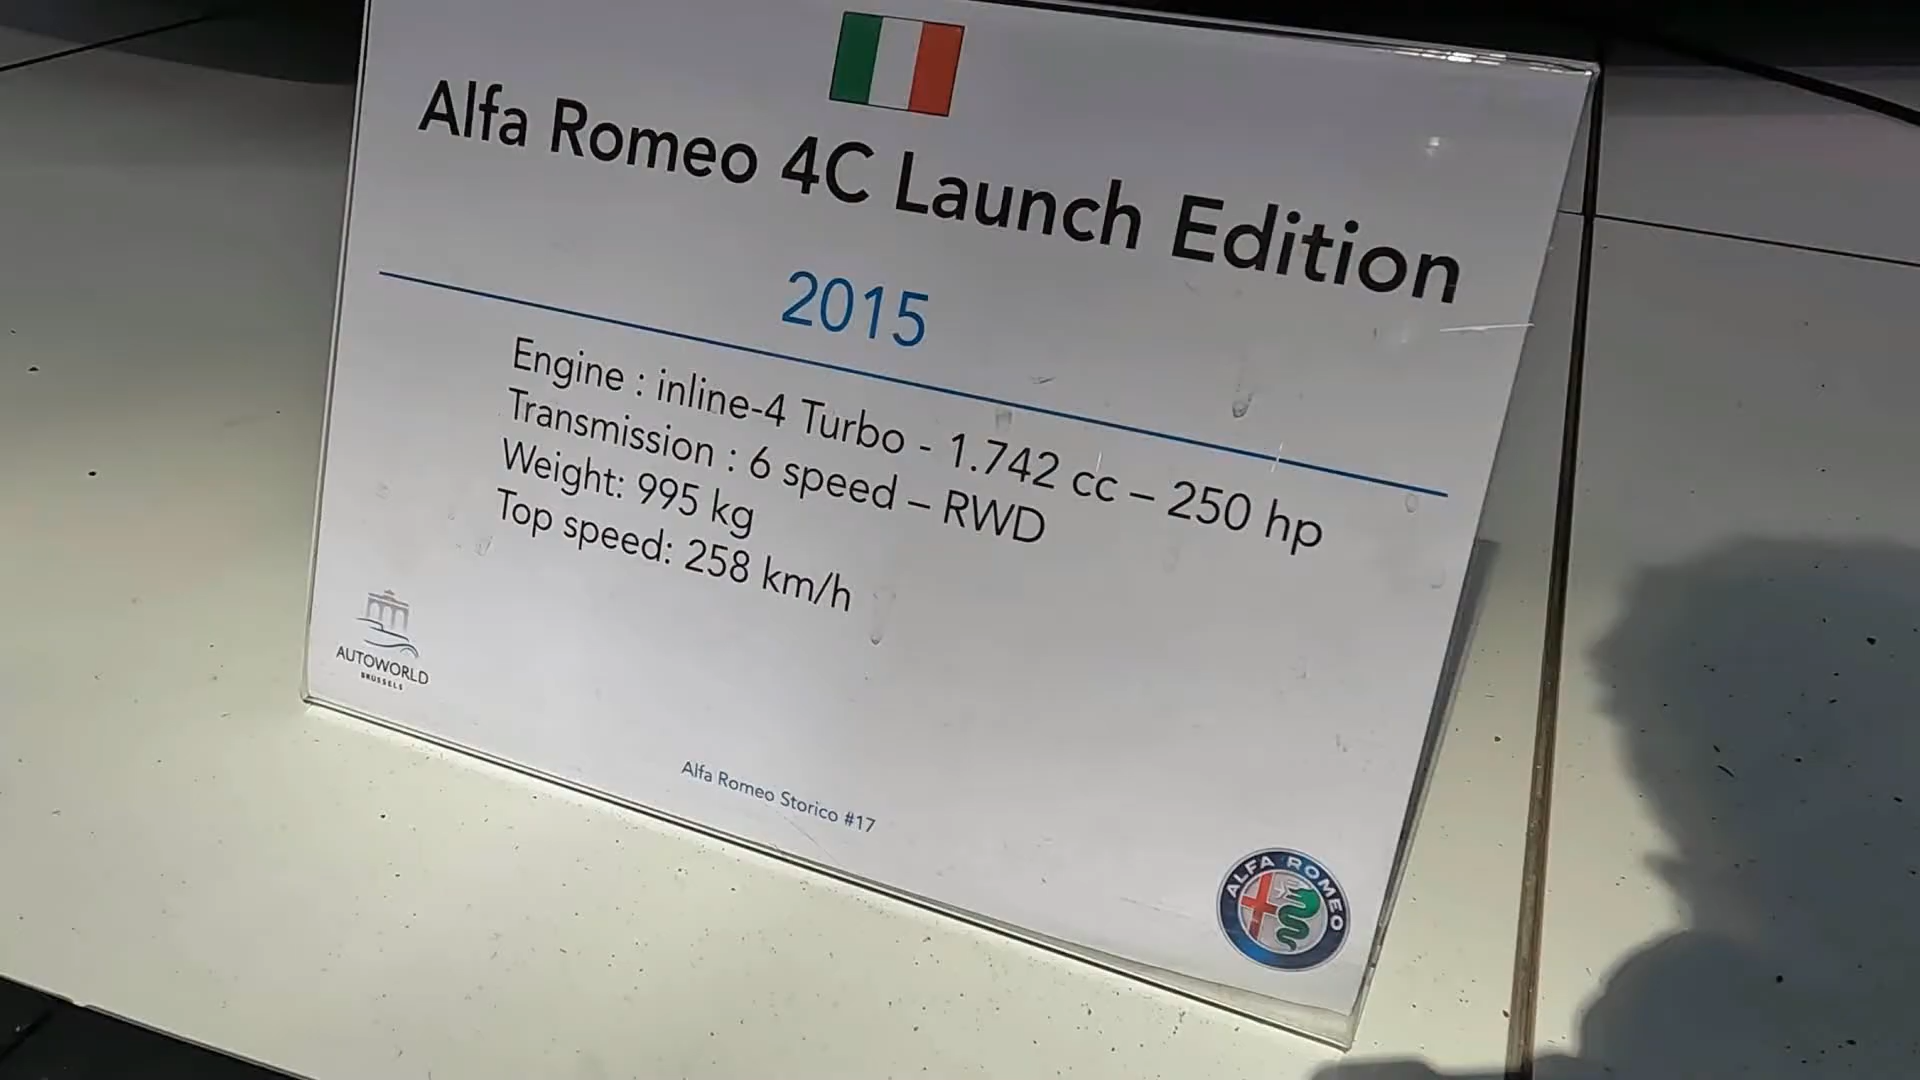 Alfa Romeo 4C Launch Edition
2015
Engine : inline-4 Turbo - 1.742 cc – 250 hp
Transmission : 6 speed – RWD
Weight: 995 kg
Top speed: 258 km/h
AUTOWORLD
BRUSSELS
Alfa Romeo Storico #17
ALFA ROMEO